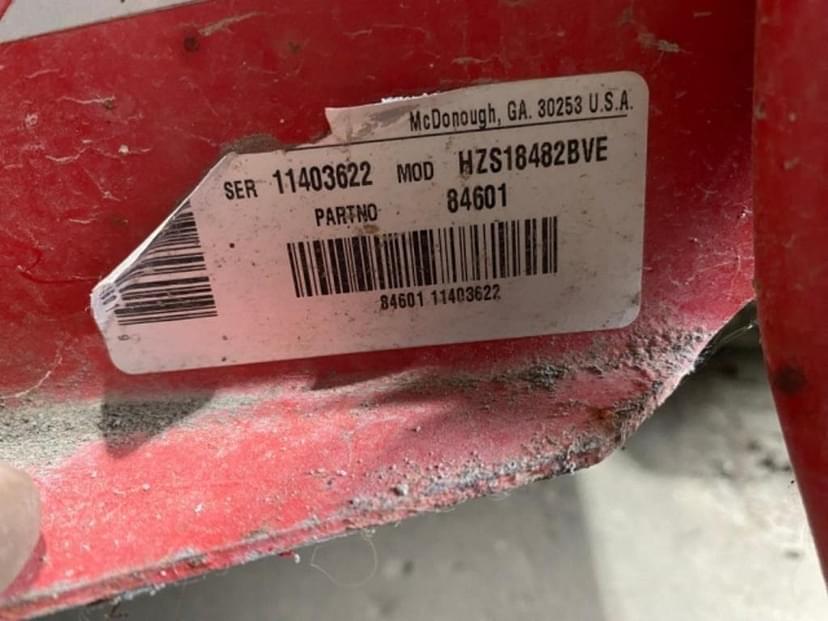 McDonough, GA. 30253 U.S.A.
SER 11403622 MOD HZS18482BVE
PARTNO 84601
84601 11403622